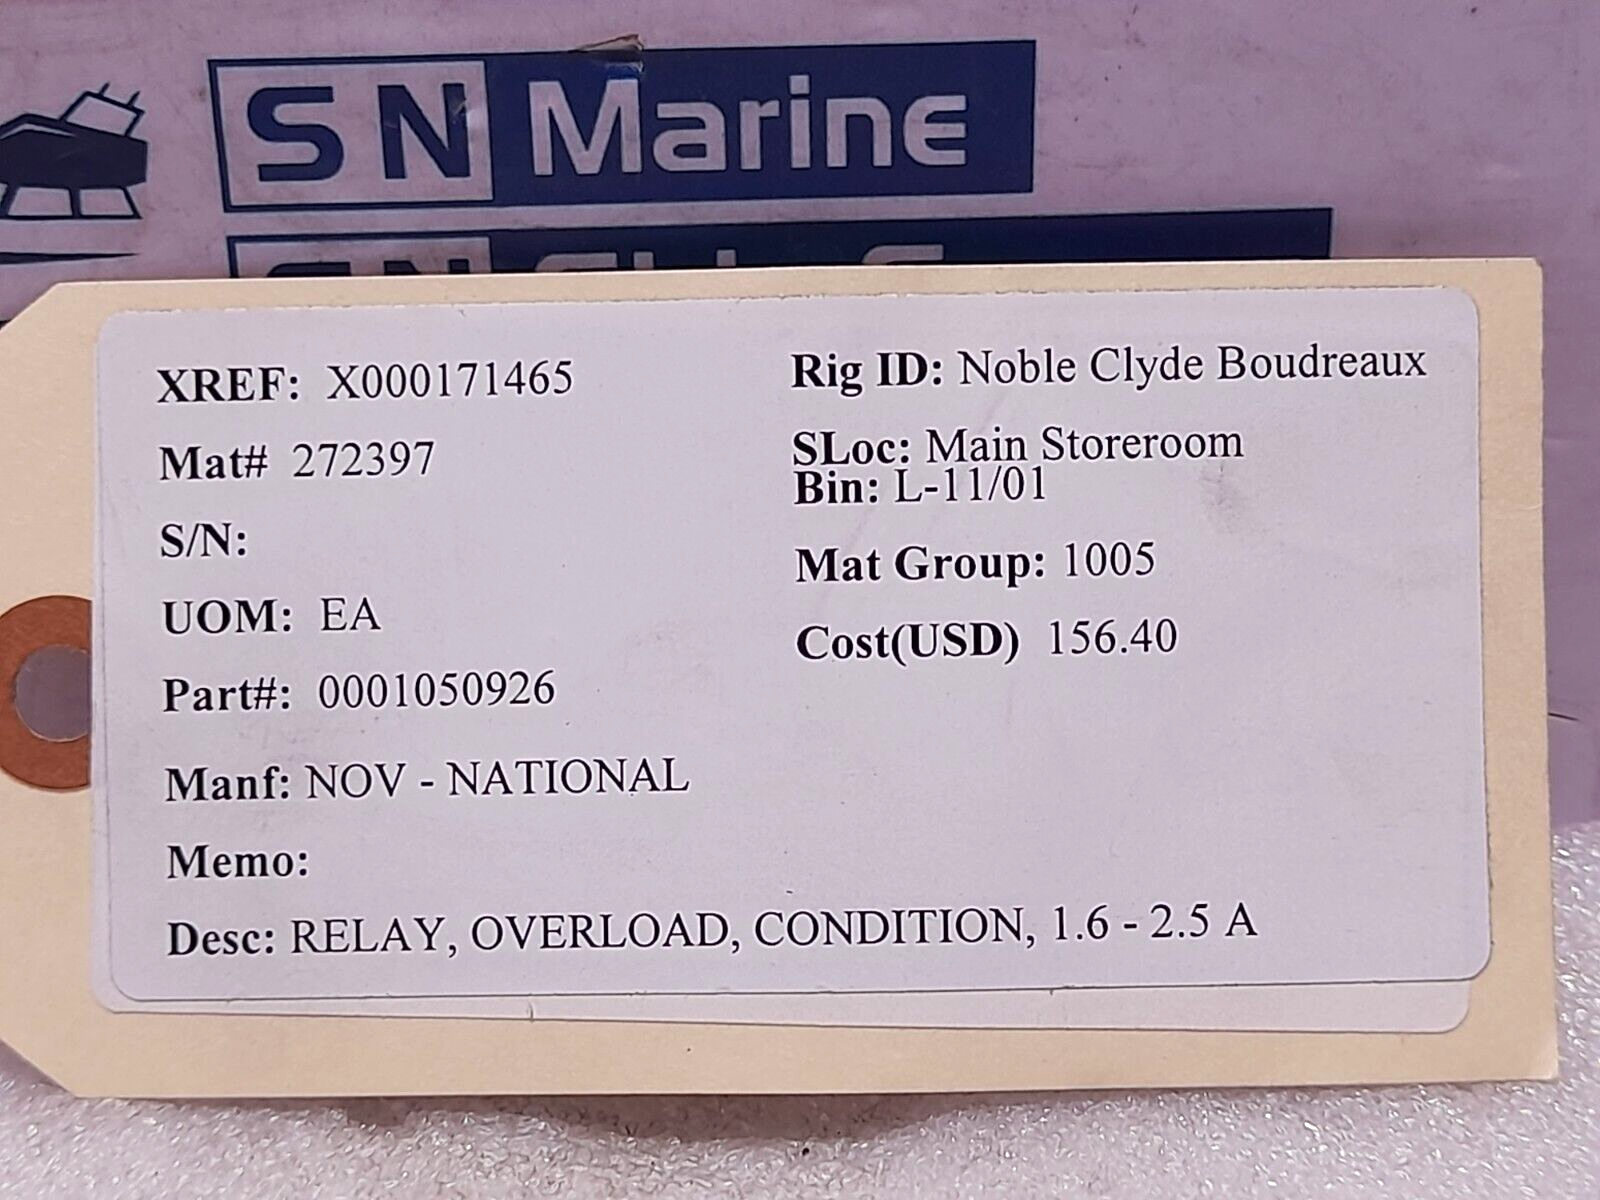 SN Marine
SN
XREF: X000171465
Mat# 272397
S/N:
UOM: EA
Part#: 0001050926
Manf: NOV - NATIONAL
Memo:
Desc: RELAY, OVERLOAD, CONDITION, 1.6 - 2.5 A
Rig ID: Noble Clyde Boudreaux
SLoc: Main Storeroom
Bin: L-11/01
Mat Group: 1005
Cost(USD) 156.40